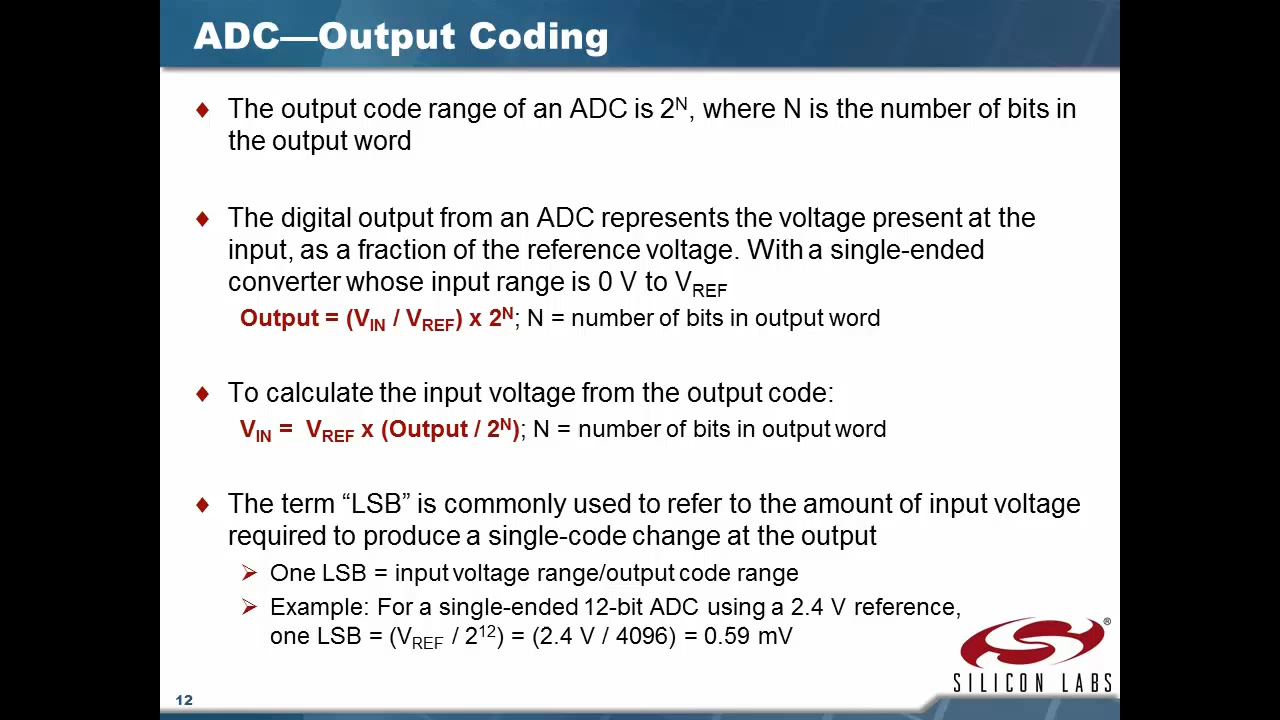 ADC—Output Coding
♦ The output code range of an ADC is 2ᴺ, where N is the number of bits in
the output word
♦ The digital output from an ADC represents the voltage present at the
input, as a fraction of the reference voltage. With a single-ended
converter whose input range is 0 V to V_REF
Output = (V_IN / V_REF) x 2ᴺ; N = number of bits in output word
♦ To calculate the input voltage from the output code:
V_IN = V_REF x (Output / 2ᴺ); N = number of bits in output word
♦ The term “LSB” is commonly used to refer to the amount of input voltage
required to produce a single-code change at the output
➢ One LSB = input voltage range/output code range
➢ Example: For a single-ended 12-bit ADC using a 2.4 V reference,
one LSB = (V_REF / 2¹²) = (2.4 V / 4096) = 0.59 mV
®
SILICON LABS
12